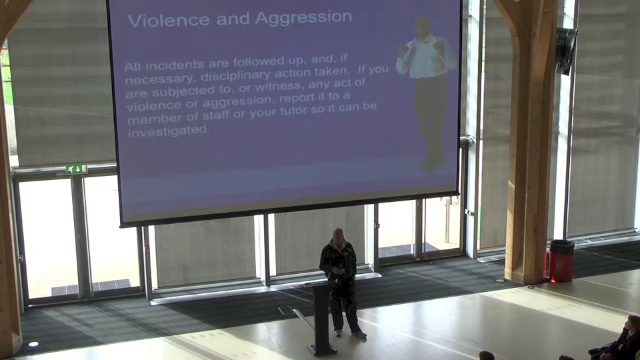 Violence and Aggression
All incidents are followed up, and, if
necessary, disciplinary action taken. If you
are subjected to, or witness, any act of
violence or aggression, report it to a
member of staff or your tutor so it can be
investigated.